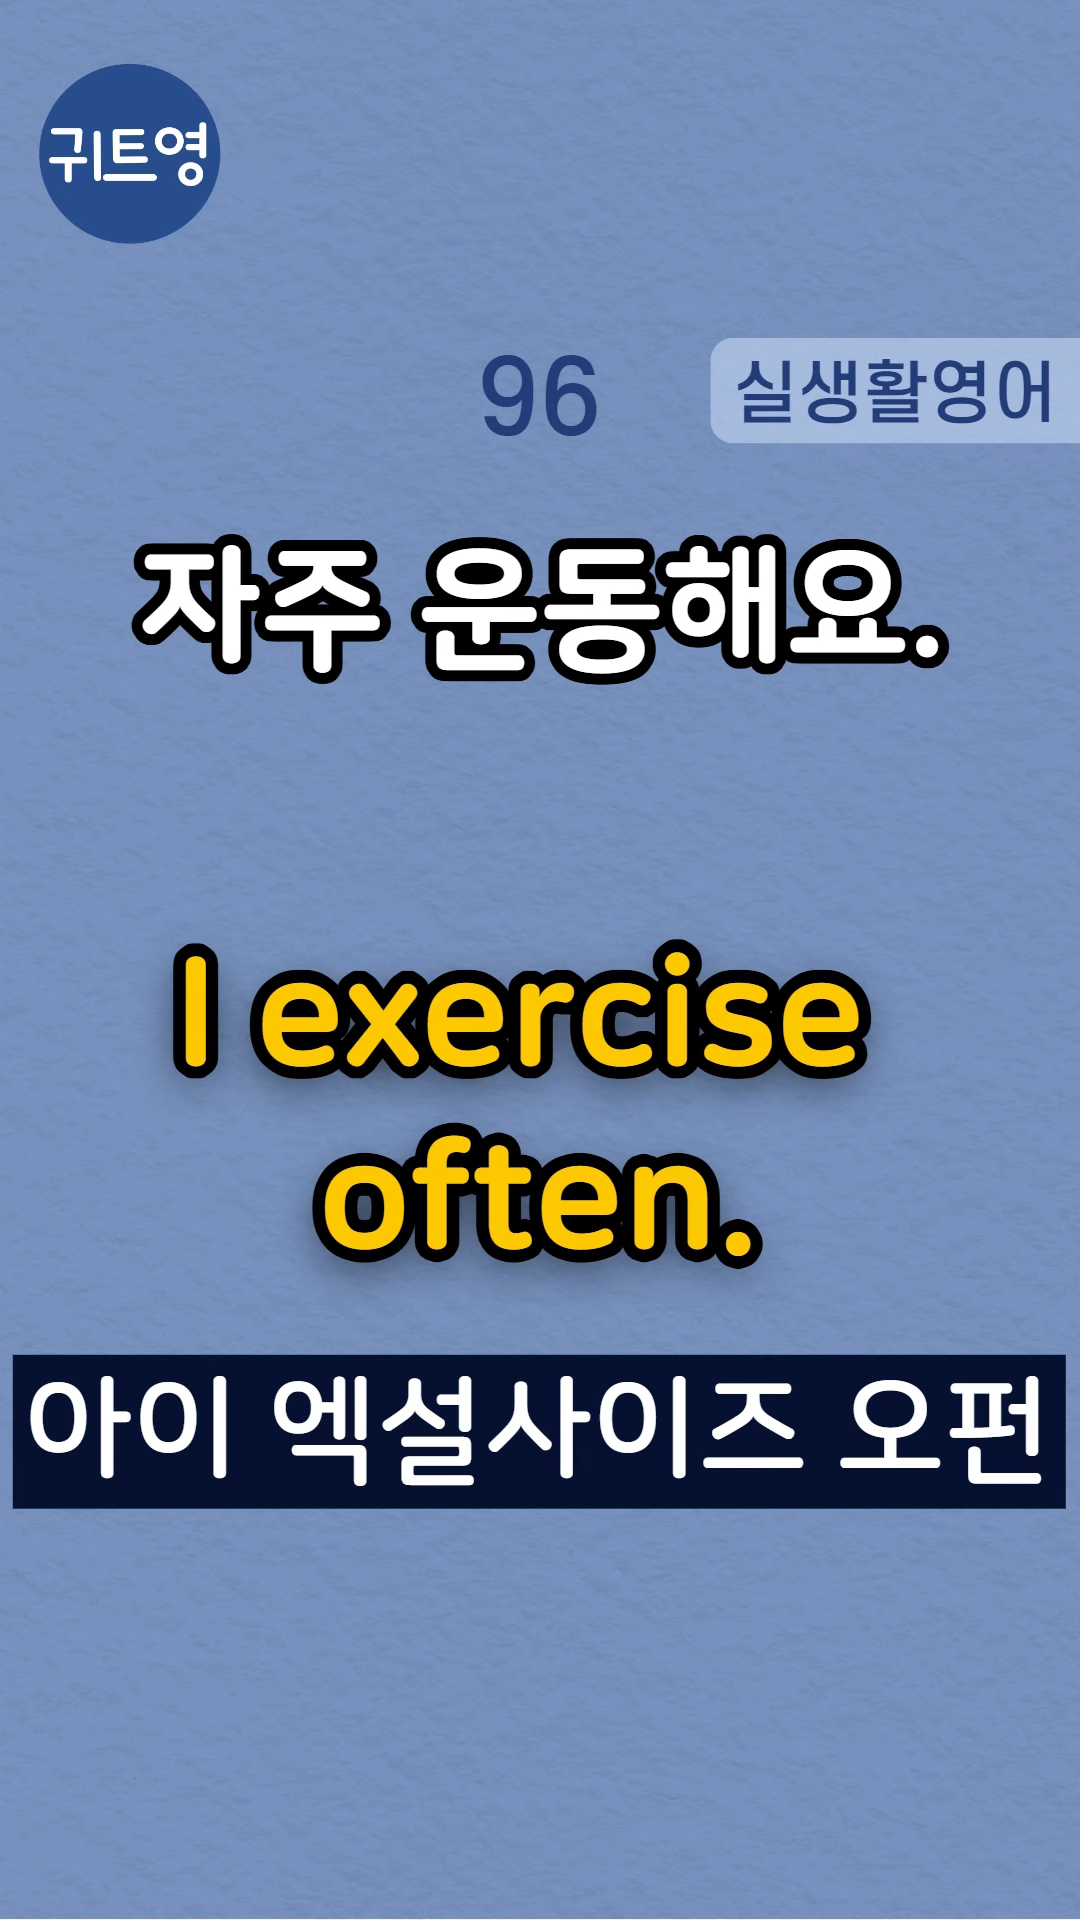 귀트영
96
실생활영어
자주 운동해요.
I exercise
often.
아이 엑설사이즈 오펀